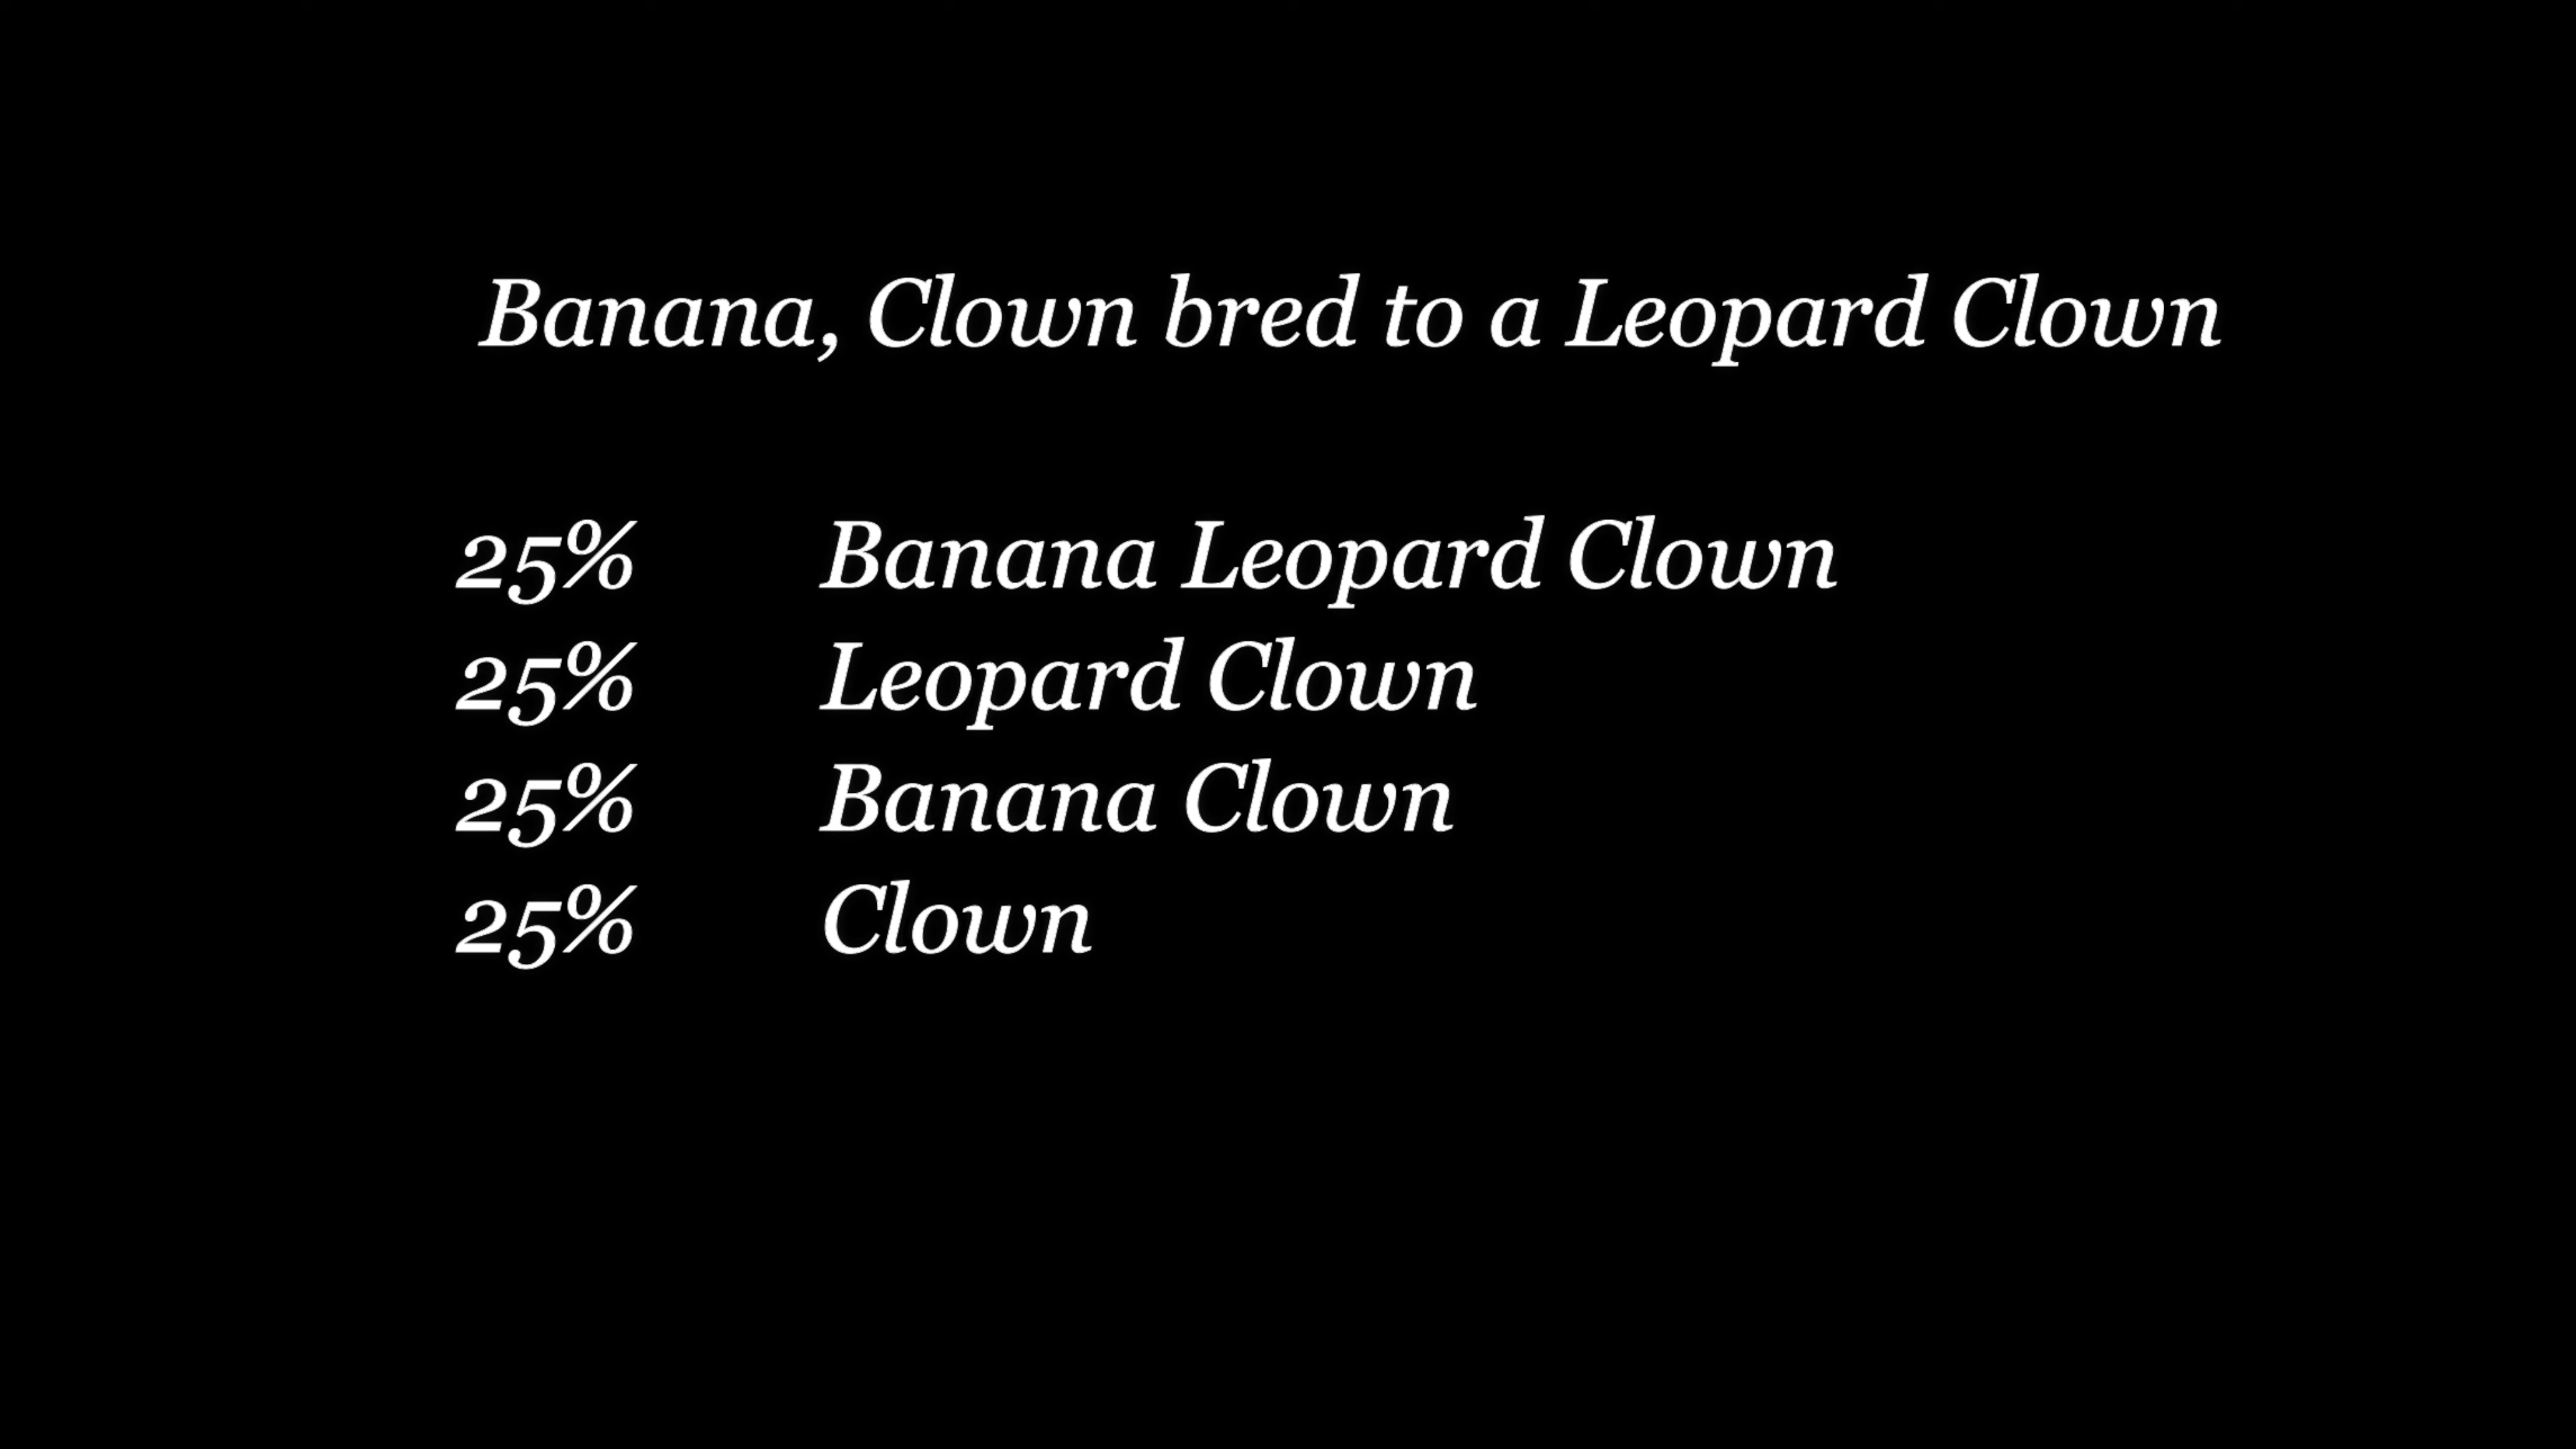 Banana, Clown bred to a Leopard Clown
25% Banana Leopard Clown
25% Leopard Clown
25% Banana Clown
25% Clown